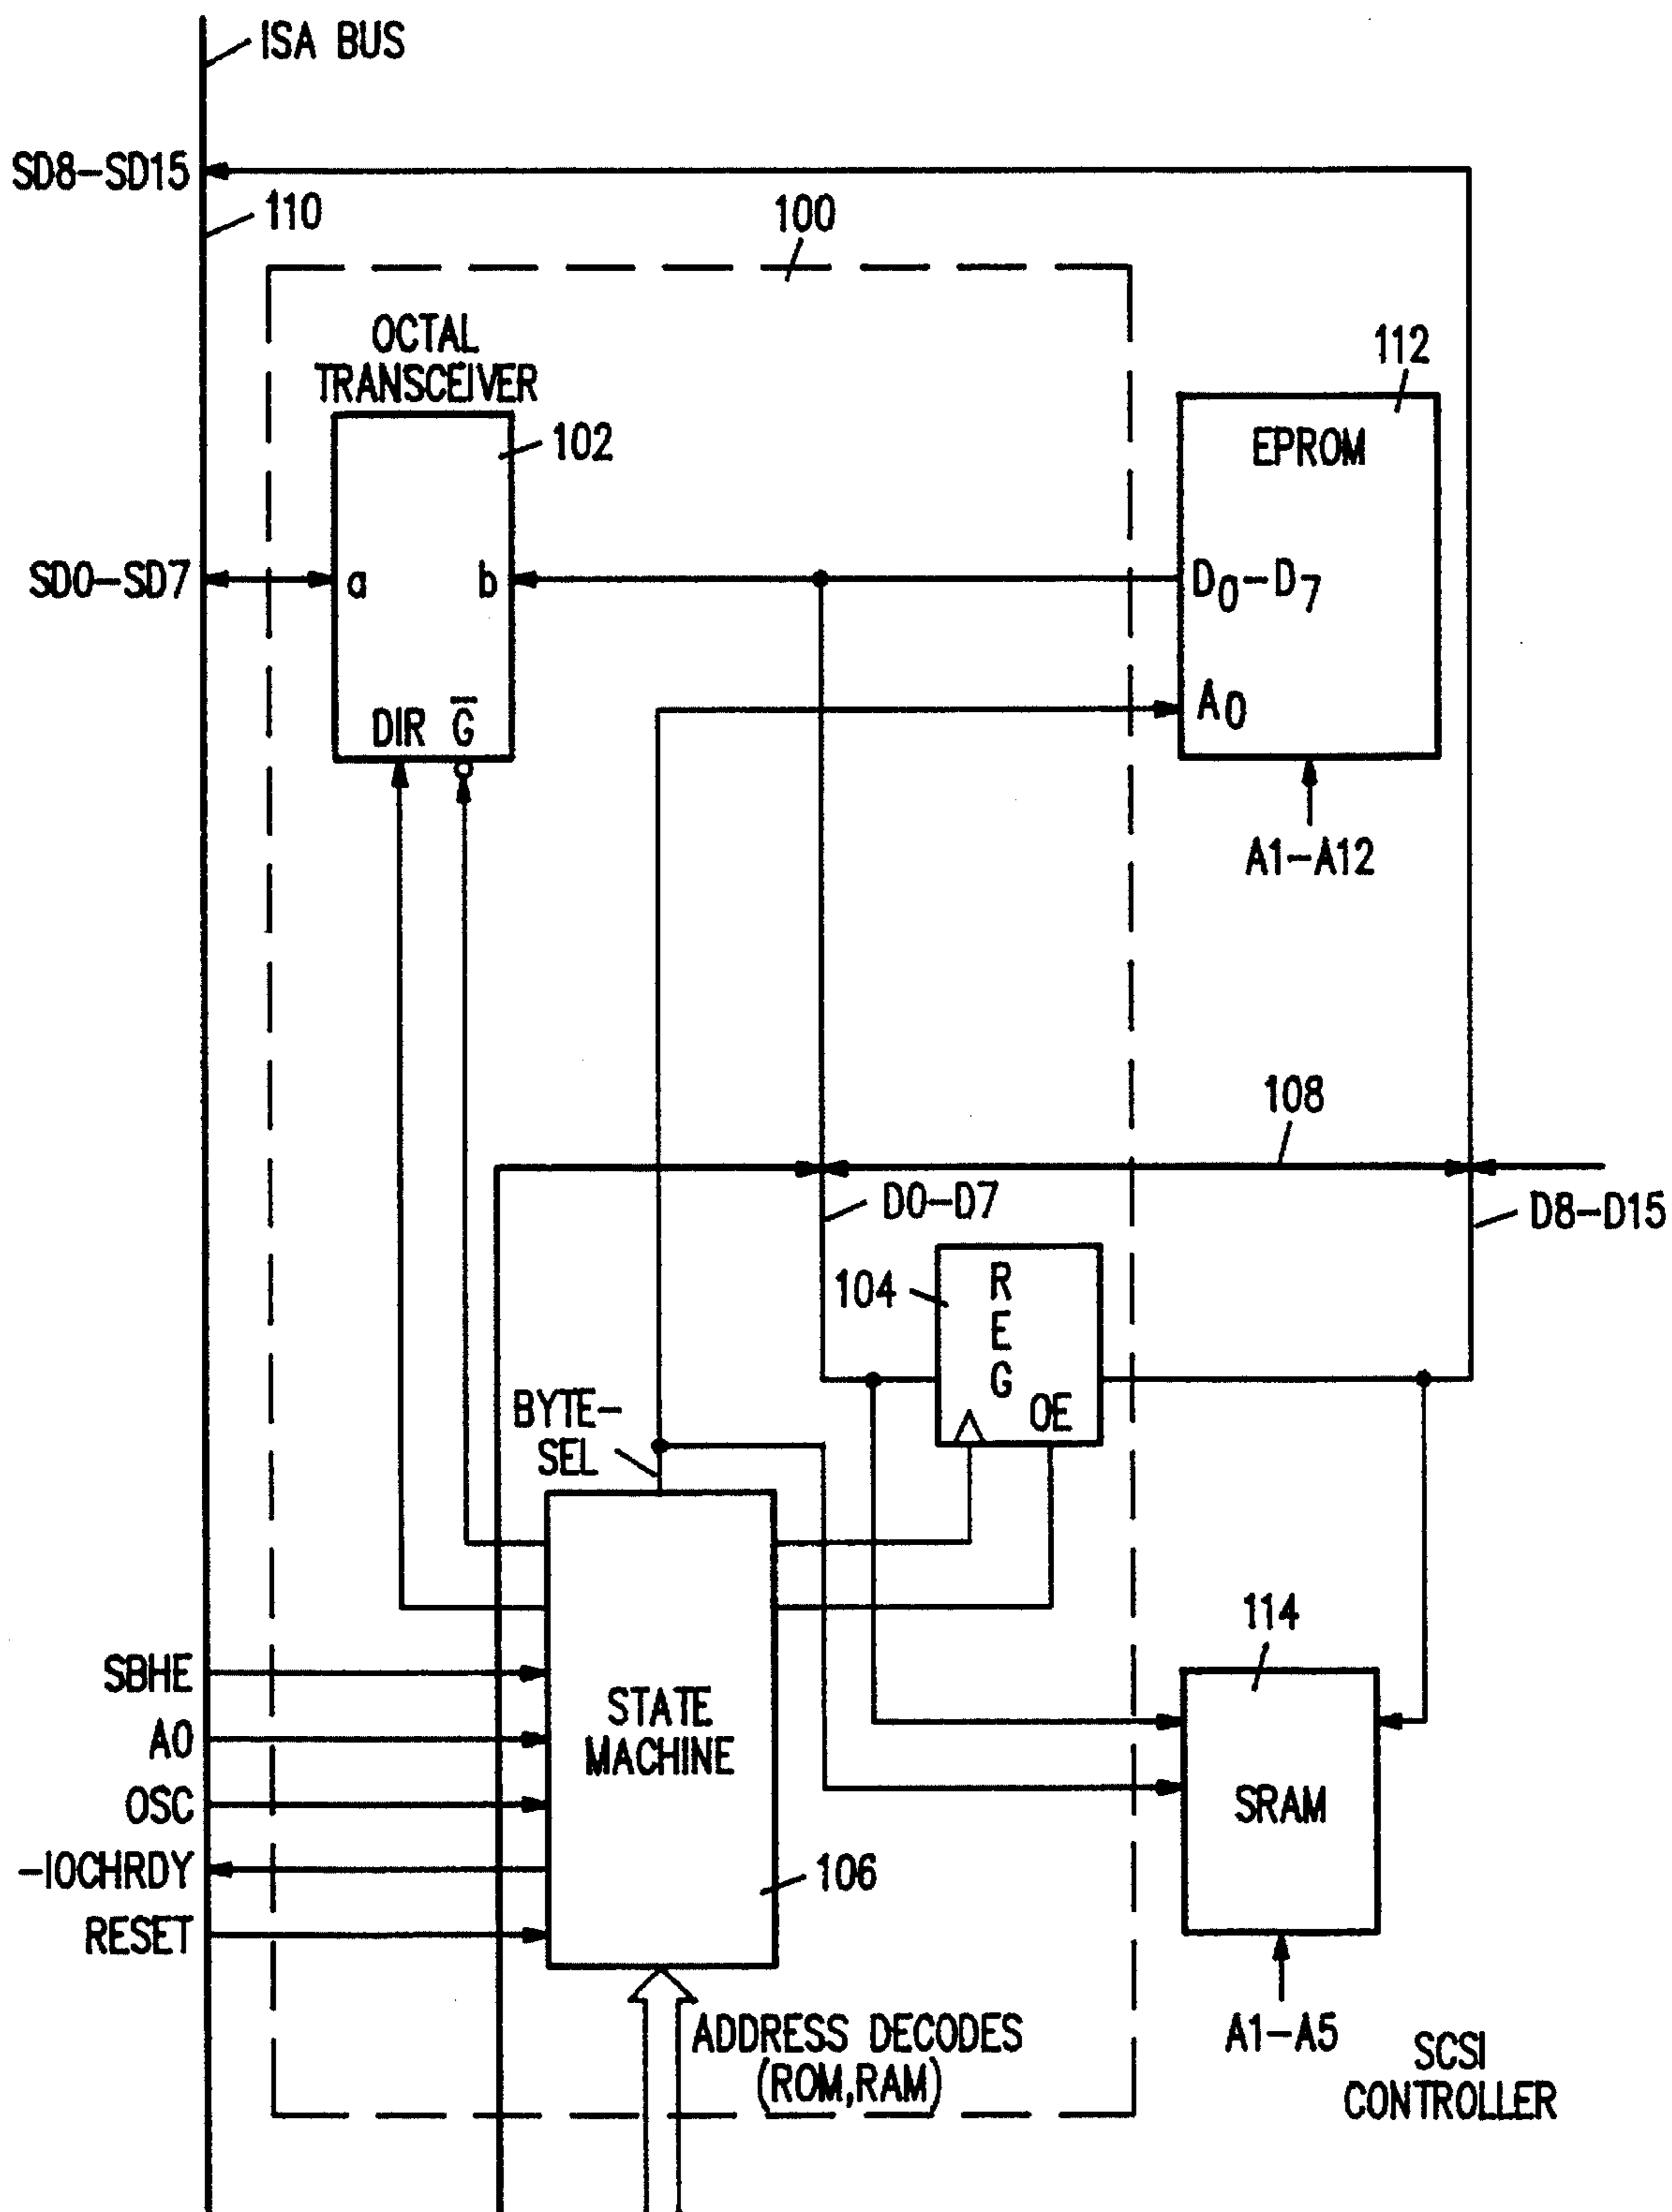 ISA BUS
SD8-SD15
110
100
OCTAL
TRANSCEIVER
112
102
EPROM
SD0-SD7
a
b
D0-D7
DIR G̅
A0
A1-A12
108
D0-D7
D8-D15
104
R
E
G
OE
BYTE-
SEL
114
SBHE
STATE
MACHINE
A0
OSC
SRAM
-IOCHRDY
106
RESET
ADDRESS DECODES
(ROM,RAM)
A1-A5
SCSI
CONTROLLER